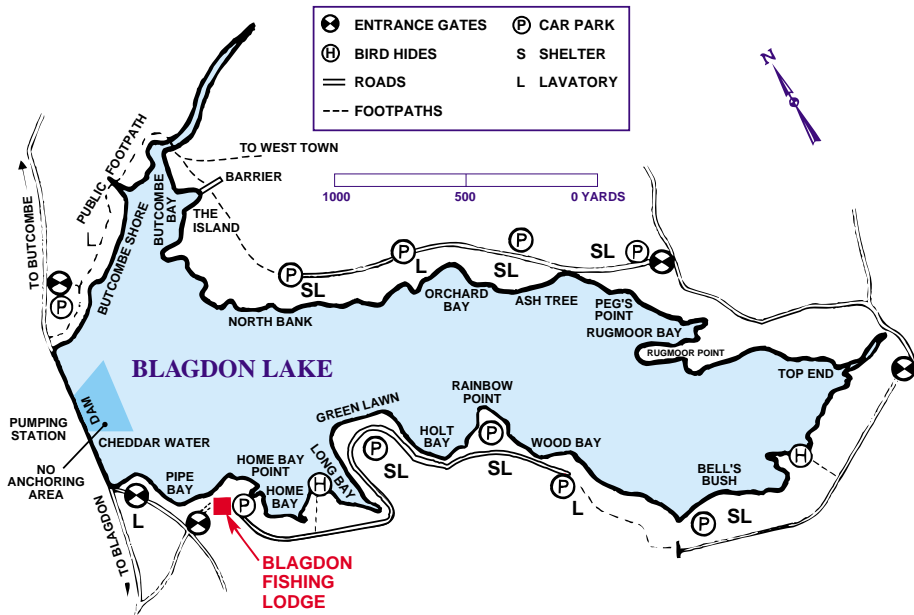 ENTRANCE GATES
BIRD HIDES
ROADS
FOOTPATHS
CAR PARK
SHELTER
LAVATORY
P
H
S
L
N
1000
500
0 YARDS
TO WEST TOWN
BARRIER
THE
ISLAND
PUBLIC FOOTPATH
BUTCOMBE
BAY
BUTCOMBE SHORE
TO BUTCOMBE
L
P
P
SL
P
L
P
SL
P
SL
NORTH BANK
ORCHARD
BAY
ASH TREE
PEG'S
POINT
RUGMOOR BAY
RUGMOOR POINT
TOP END
BLAGDON LAKE
DAM
PUMPING
STATION
CHEDDAR WATER
NO
ANCHORING
AREA
GREEN LAWN
RAINBOW
POINT
HOLT
BAY
WOOD BAY
P
SL
P
SL
P
L
BELL'S
BUSH
H
P
SL
PIPE
BAY
HOME BAY
POINT
HOME
BAY
LONG BAY
H
P
L
TO BLAGDON
BLAGDON
FISHING
LODGE